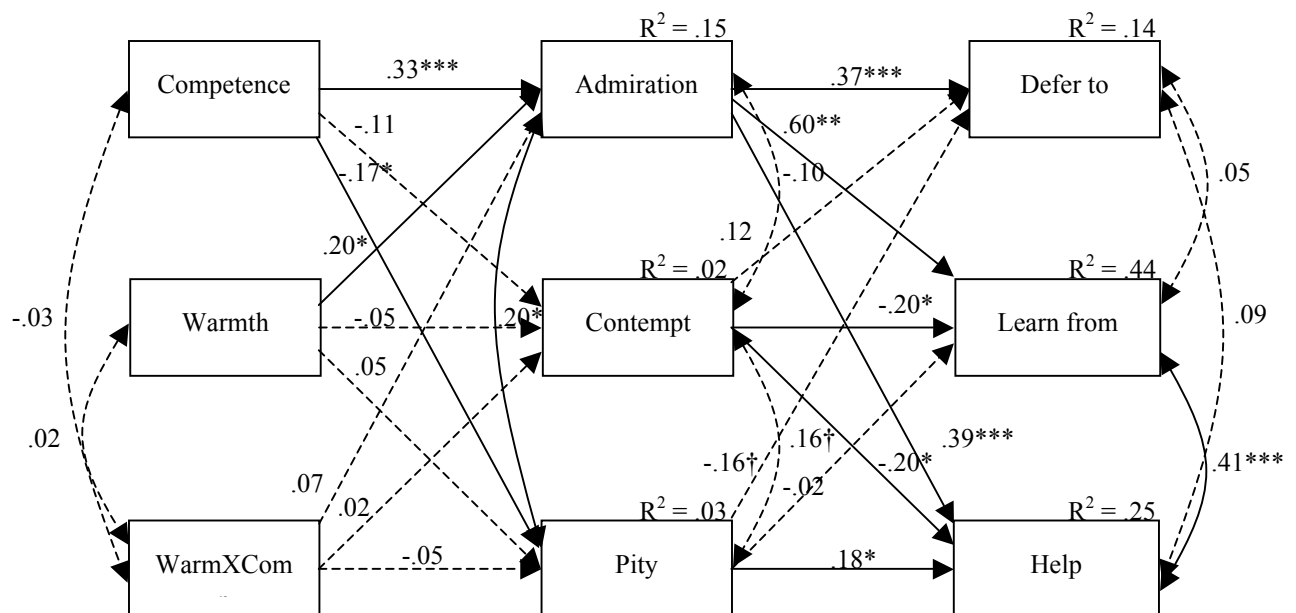 R² = .15
R² = .14
Competence
.33***
Admiration
.37***
Defer to
-.11
.60**
-.17*
-.10
.05
.20*
.12
R² = .02
R² = .44
-.03
Warmth
-.05
.20*
Contempt
-.20*
Learn from
.09
.05
.02
.16†
.39***
-.16†
-.20*
.41***
.07
.02
-.02
R² = .03
R² = .25
WarmXCom
-.05
Pity
.18*
Help